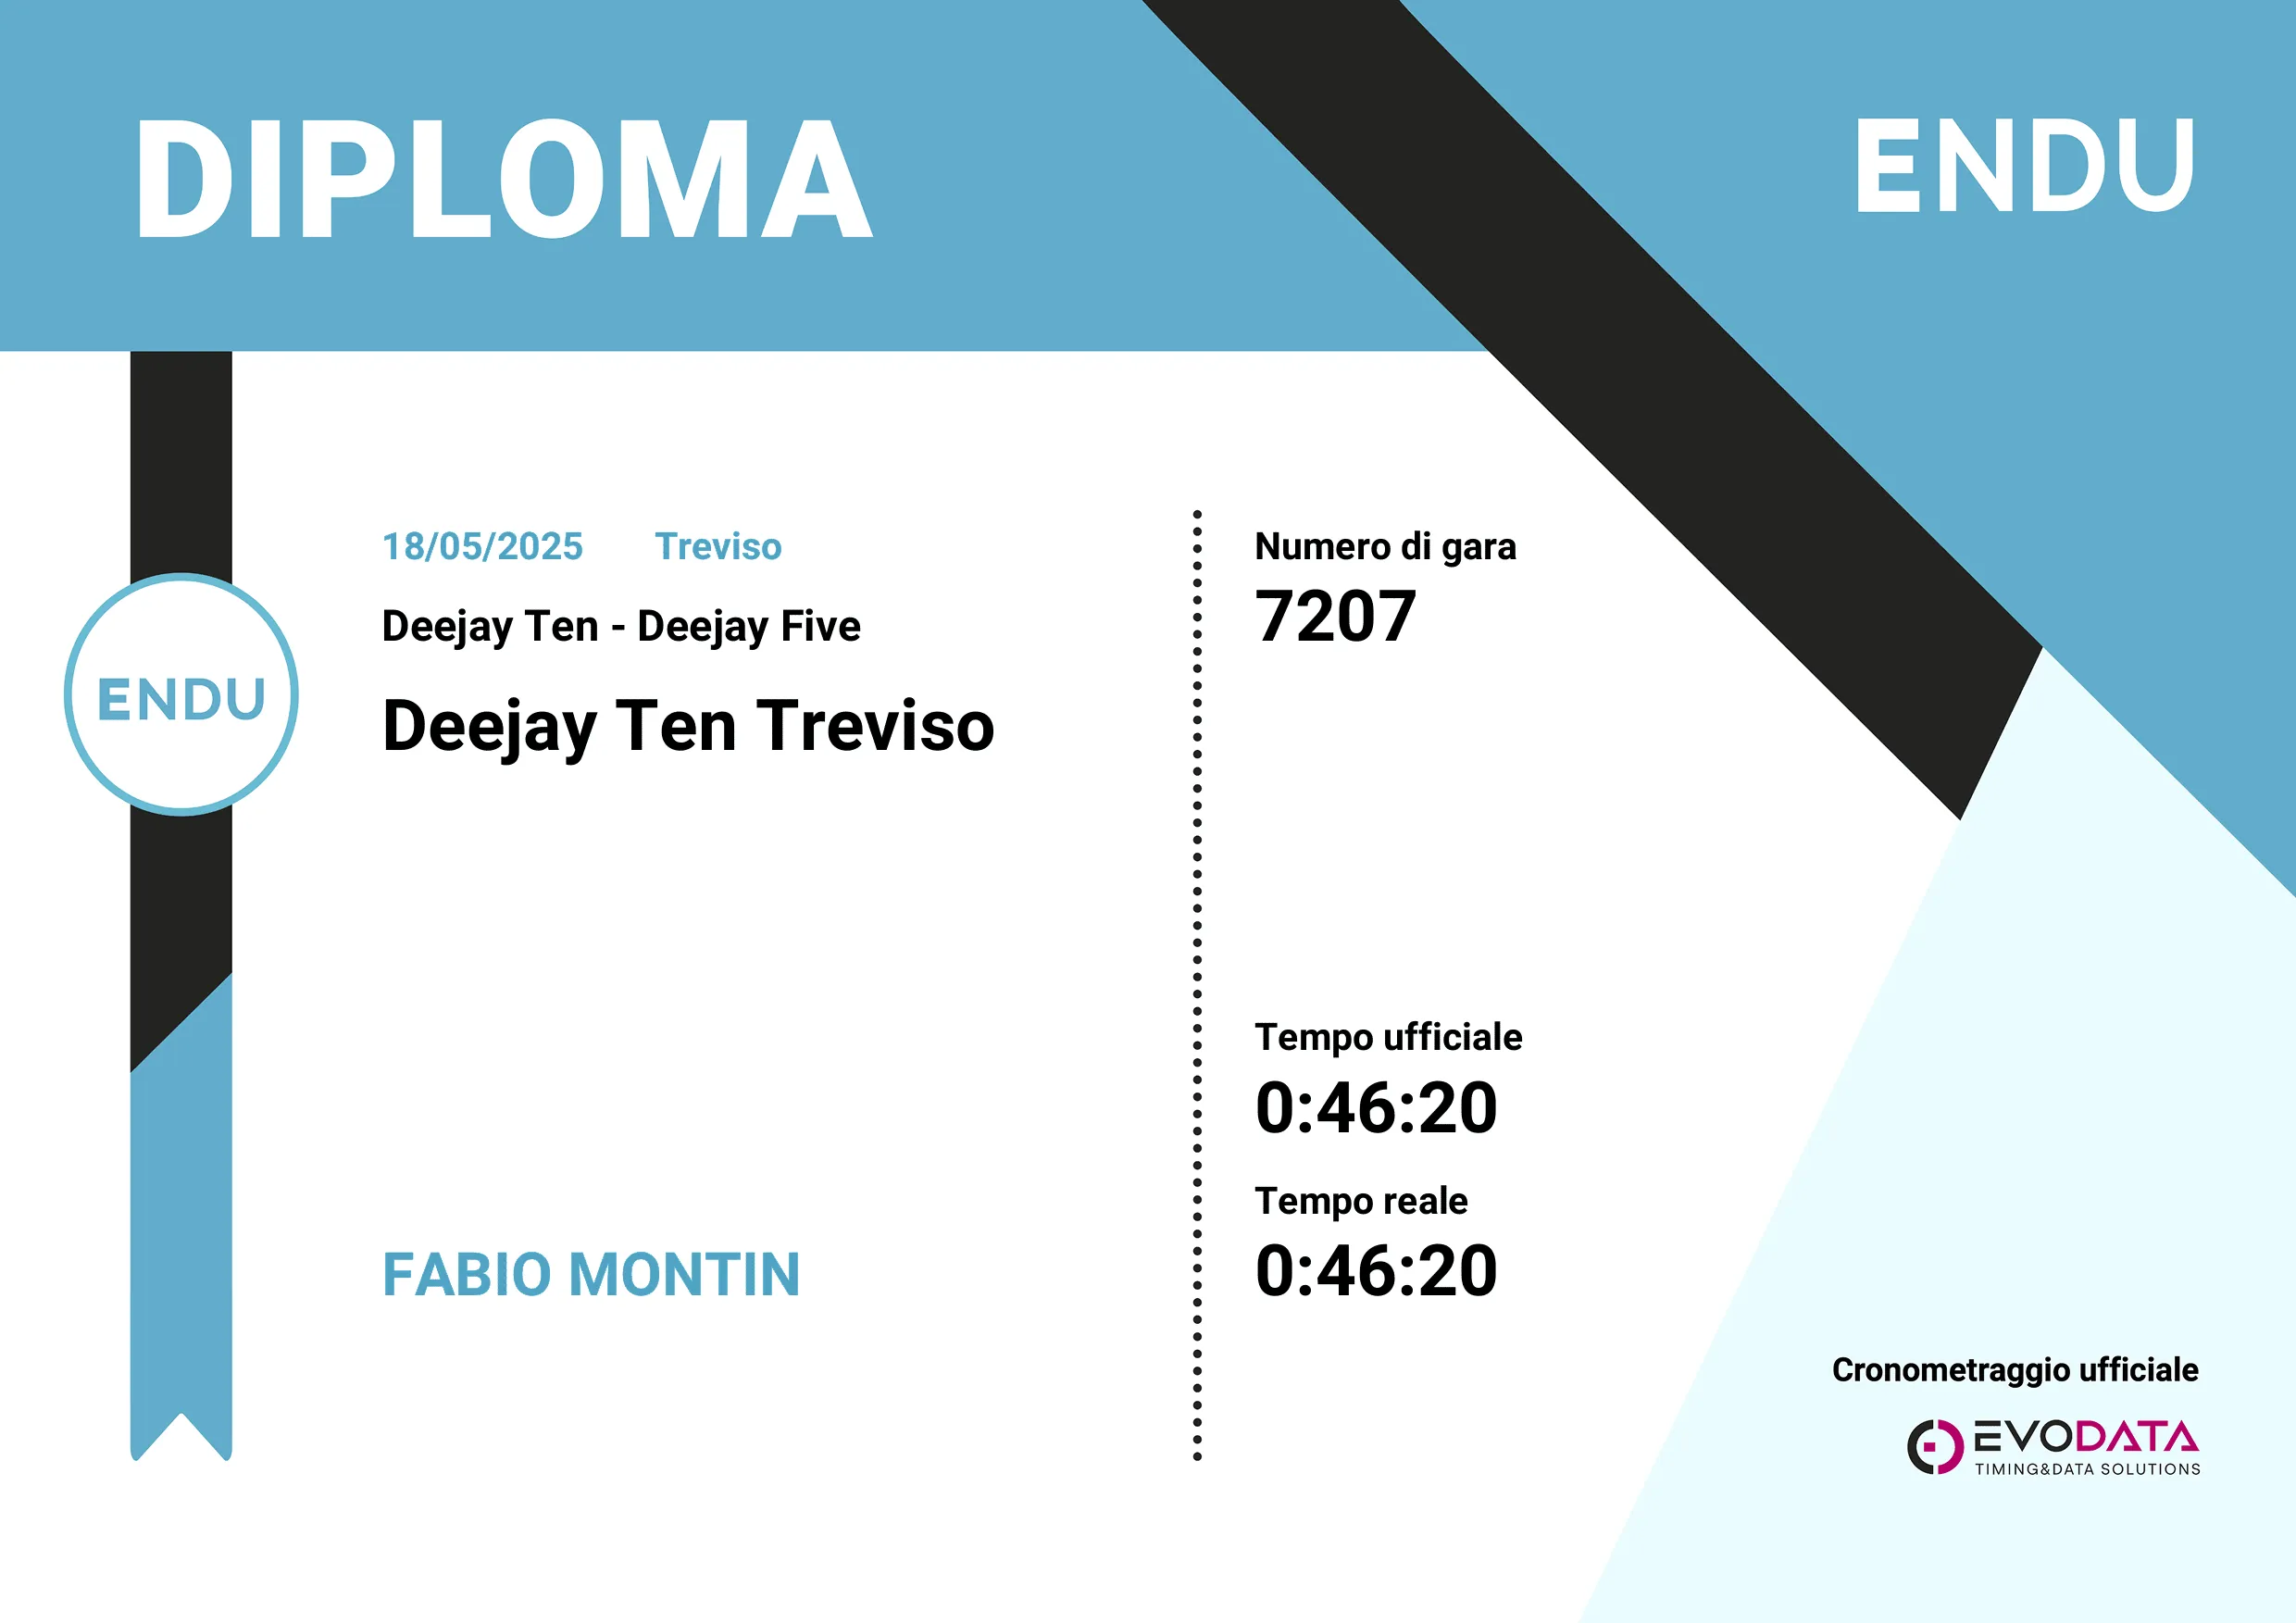 DIPLOMA
ENDU
18/05/2025 Treviso
Deejay Ten - Deejay Five
Deejay Ten Treviso
ENDU
FABIO MONTIN
Numero di gara
7207
Tempo ufficiale
0:46:20
Tempo reale
0:46:20
Cronometraggio ufficiale
EVODATA
TIMING&DATA SOLUTIONS